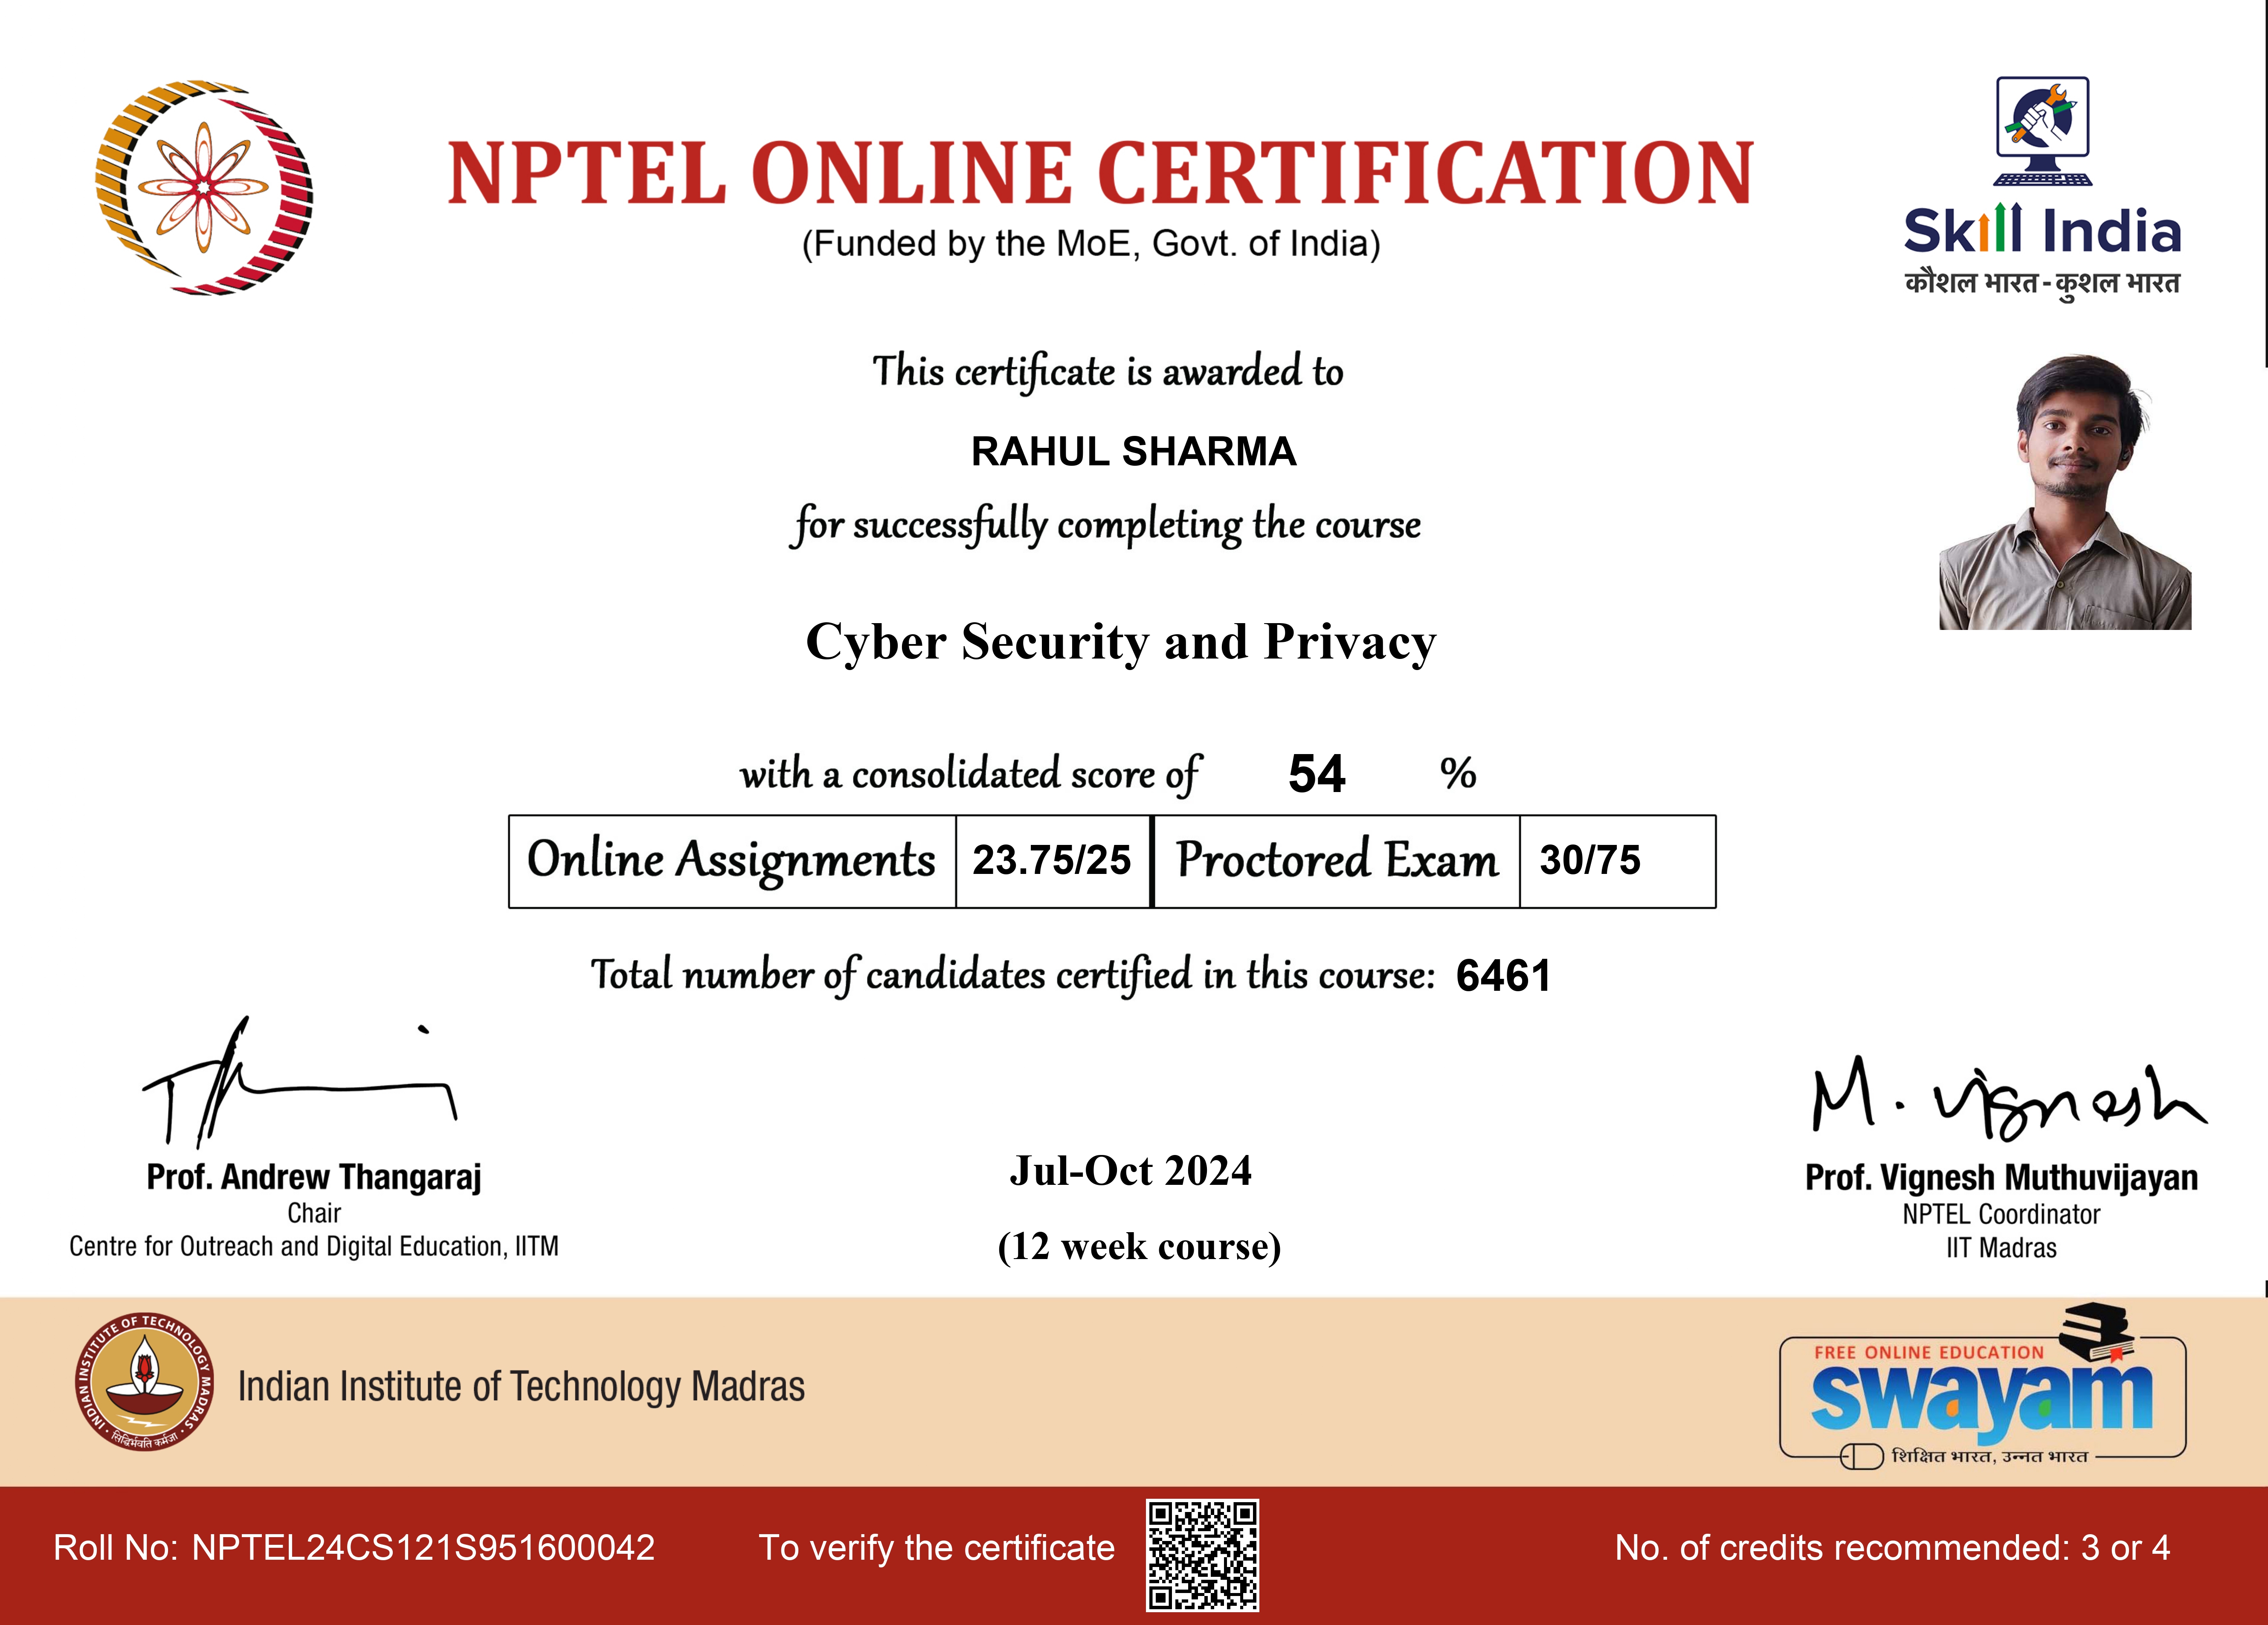 NPTEL ONLINE CERTIFICATION
(Funded by the MoE, Govt. of India)
Skill India
कौशल भारत - कुशल भारत
This certificate is awarded to
RAHUL SHARMA
for successfully completing the course
Cyber Security and Privacy
with a consolidated score of 54 %
Online Assignments 23.75/25 Proctored Exam 30/75
Total number of candidates certified in this course: 6461
M. Vignesh
Prof. Andrew Thangaraj
Chair
Centre for Outreach and Digital Education, IITM
Jul-Oct 2024
(12 week course)
Prof. Vignesh Muthuvijayan
NPTEL Coordinator
IIT Madras
INDIAN INSTITUTE OF TECHNOLOGY MADRAS
सिद्धिर्भवति कर्मजा
Indian Institute of Technology Madras
FREE ONLINE EDUCATION
swayam
शिक्षित भारत, उन्नत भारत
Roll No: NPTEL24CS121S951600042
To verify the certificate
No. of credits recommended: 3 or 4